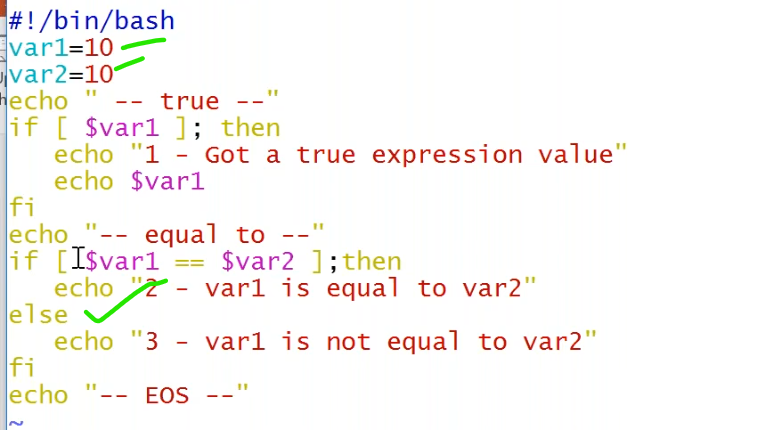 #!/bin/bash
var1=10
var2=10
echo " -- true --"
if [ $var1 ]; then
   echo "1 - Got a true expression value"
   echo $var1
fi
echo "-- equal to --"
if [ $var1 == $var2 ];then
   echo "2 - var1 is equal to var2"
else
   echo "3 - var1 is not equal to var2"
fi
echo "-- EOS --"
~